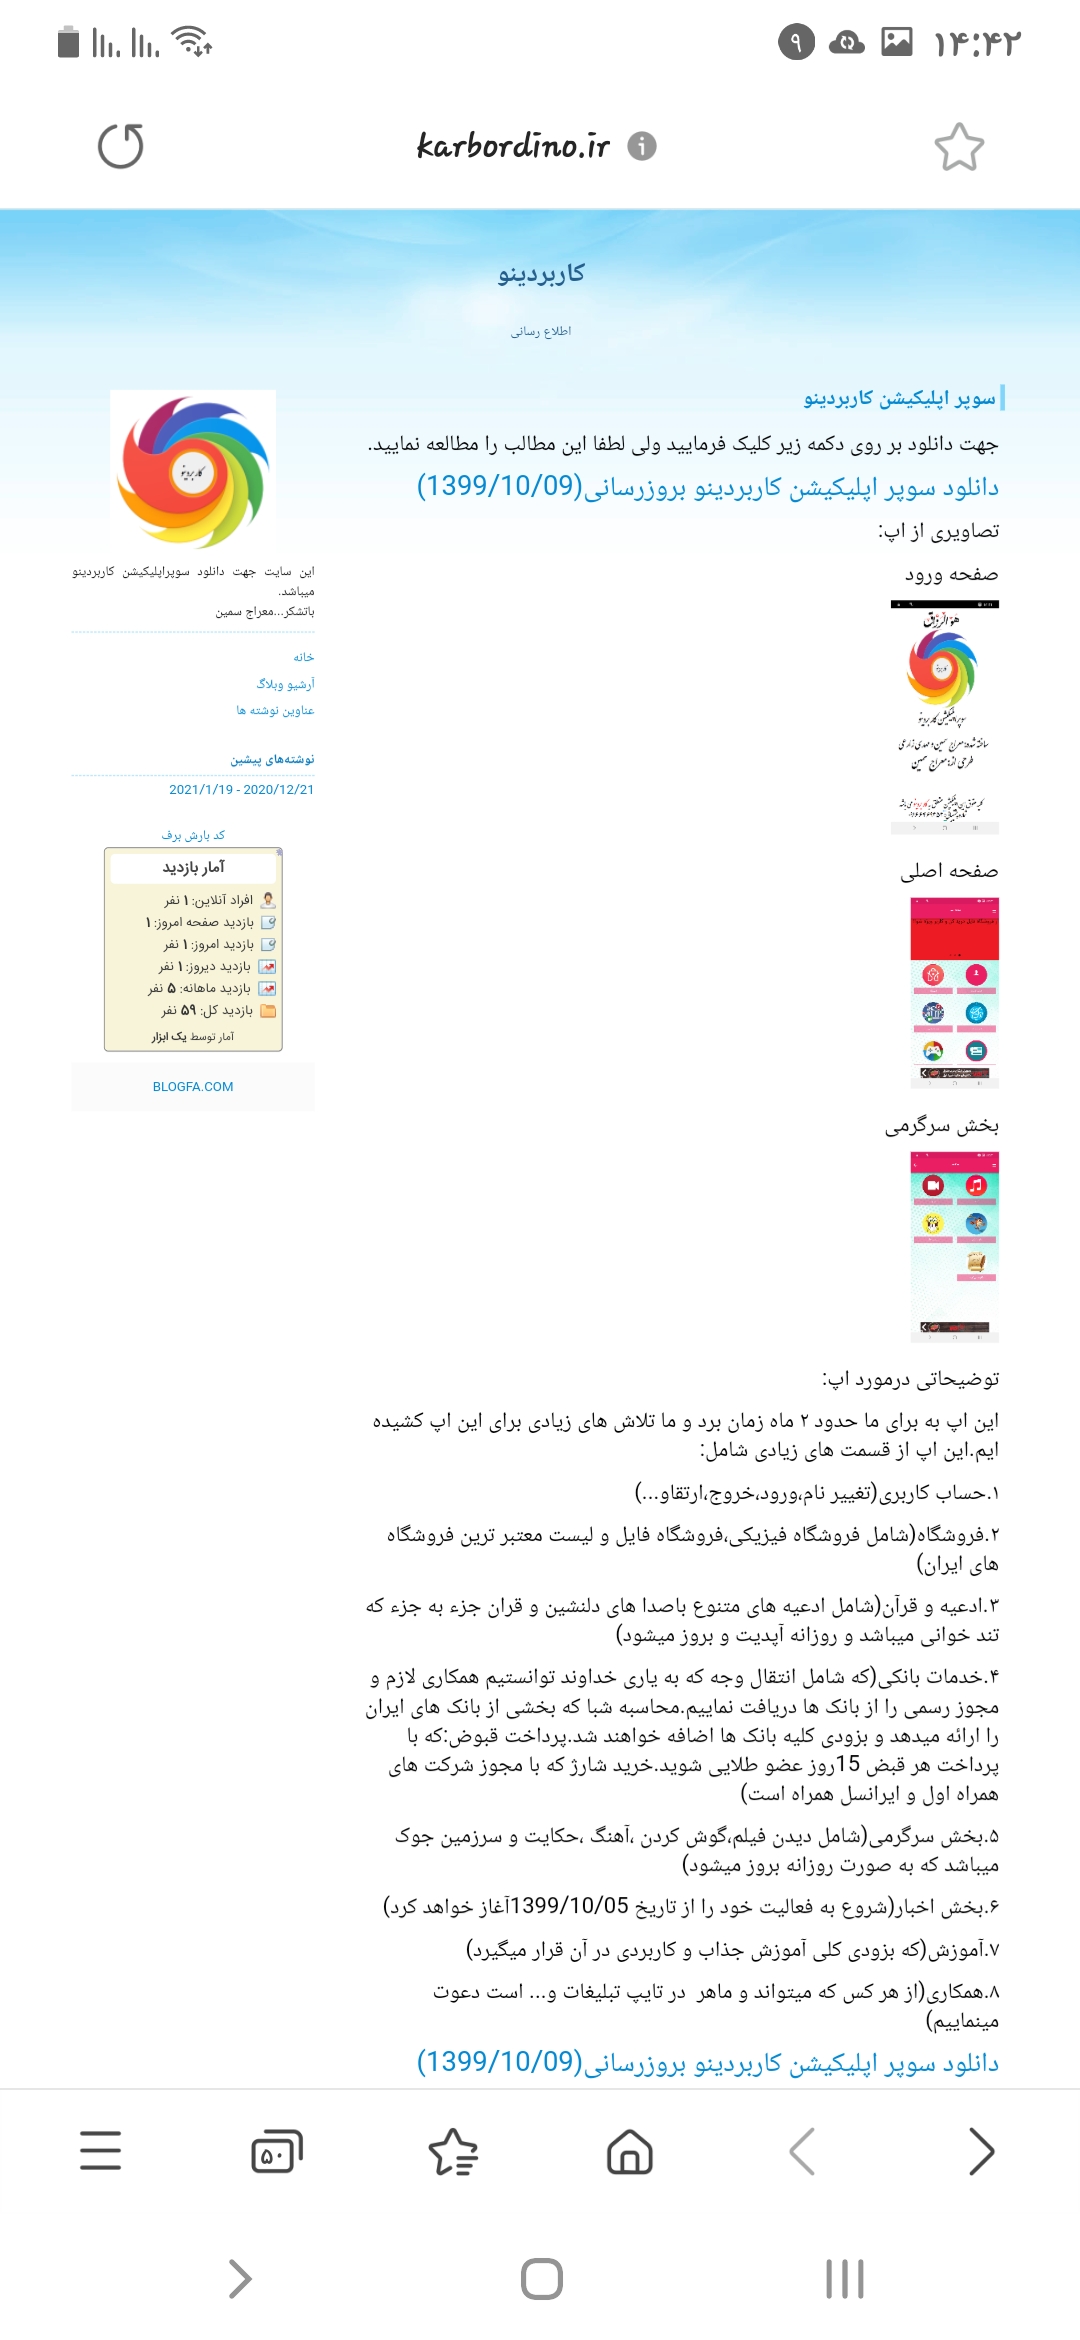 ۱۴:۴۲
۹
karbordino.ir
کاربردینو
اطلاع رسانی
سوپر اپلیکیشن کاربردینو
جهت دانلود بر روی دکمه زیر کلیک فرمایید ولی لطفا این مطالب را مطالعه نمایید.
دانلود سوپر اپلیکیشن کاربردینو بروزرسانی(1399/10/09)
تصاویری از اپ:
صفحه ورود
هوالرزاق
کاربردینو
سوپراپلیکیشن کاربردینو
صفحه اصلی
بخش سرگرمی
توضیحاتی درمورد اپ:
این اپ به برای ما حدود ۲ ماه زمان برد و ما تلاش های زیادی برای این اپ کشیده
ایم.این اپ از قسمت های زیادی شامل:
۱.حساب کاربری(تغییر نام،ورود،خروج،ارتقاو...)
۲.فروشگاه(شامل فروشگاه فیزیکی،فروشگاه فایل و لیست معتبر ترین فروشگاه
های ایران)
۳.ادعیه و قرآن(شامل ادعیه های متنوع باصدا های دلنشین و قران جزء به جزء که
تند خوانی میباشد و روزانه آپدیت و بروز میشود)
۴.خدمات بانکی(که شامل انتقال وجه که به یاری خداوند توانستیم همکاری لازم و
مجوز رسمی را از بانک ها دریافت نماییم.محاسبه شبا که بخشی از بانک های ایران
را ارائه میدهد و بزودی کلیه بانک ها اضافه خواهند شد.پرداخت قبوض:که با
پرداخت هر قبض 15روز عضو طلایی شوید.خرید شارژ که با مجوز شرکت های
همراه اول و ایرانسل همراه است)
۵.بخش سرگرمی(شامل دیدن فیلم،گوش کردن ،آهنگ ،حکایت و سرزمین جوک
میباشد که به صورت روزانه بروز میشود)
۶.بخش اخبار(شروع به فعالیت خود را از تاریخ 1399/10/05آغاز خواهد کرد)
۷.آموزش(که بزودی کلی آموزش جذاب و کاربردی در آن قرار میگیرد)
۸.همکاری(از هر کس که میتواند و ماهر  در تایپ تبلیغات و... است دعوت
مینماییم)
دانلود سوپر اپلیکیشن کاربردینو بروزرسانی(1399/10/09)
کاربردینو
این سایت جهت دانلود سوپراپلیکیشن کاربردینو
میباشد.
باتشکر...معراج سمین
خانه
آرشیو وبلاگ
عناوین نوشته ها
نوشته‌های پیشین
2021/1/19 - 2020/12/21
کد بارش برف
آمار بازدید
افراد آنلاین: ۱ نفر
بازدید صفحه امروز: ۱
بازدید امروز: ۱ نفر
بازدید دیروز: ۱ نفر
بازدید ماهانه: ۵ نفر
بازدید کل: ۵۹ نفر
آمار توسط یک ابزار
BLOGFA.COM
۵۰